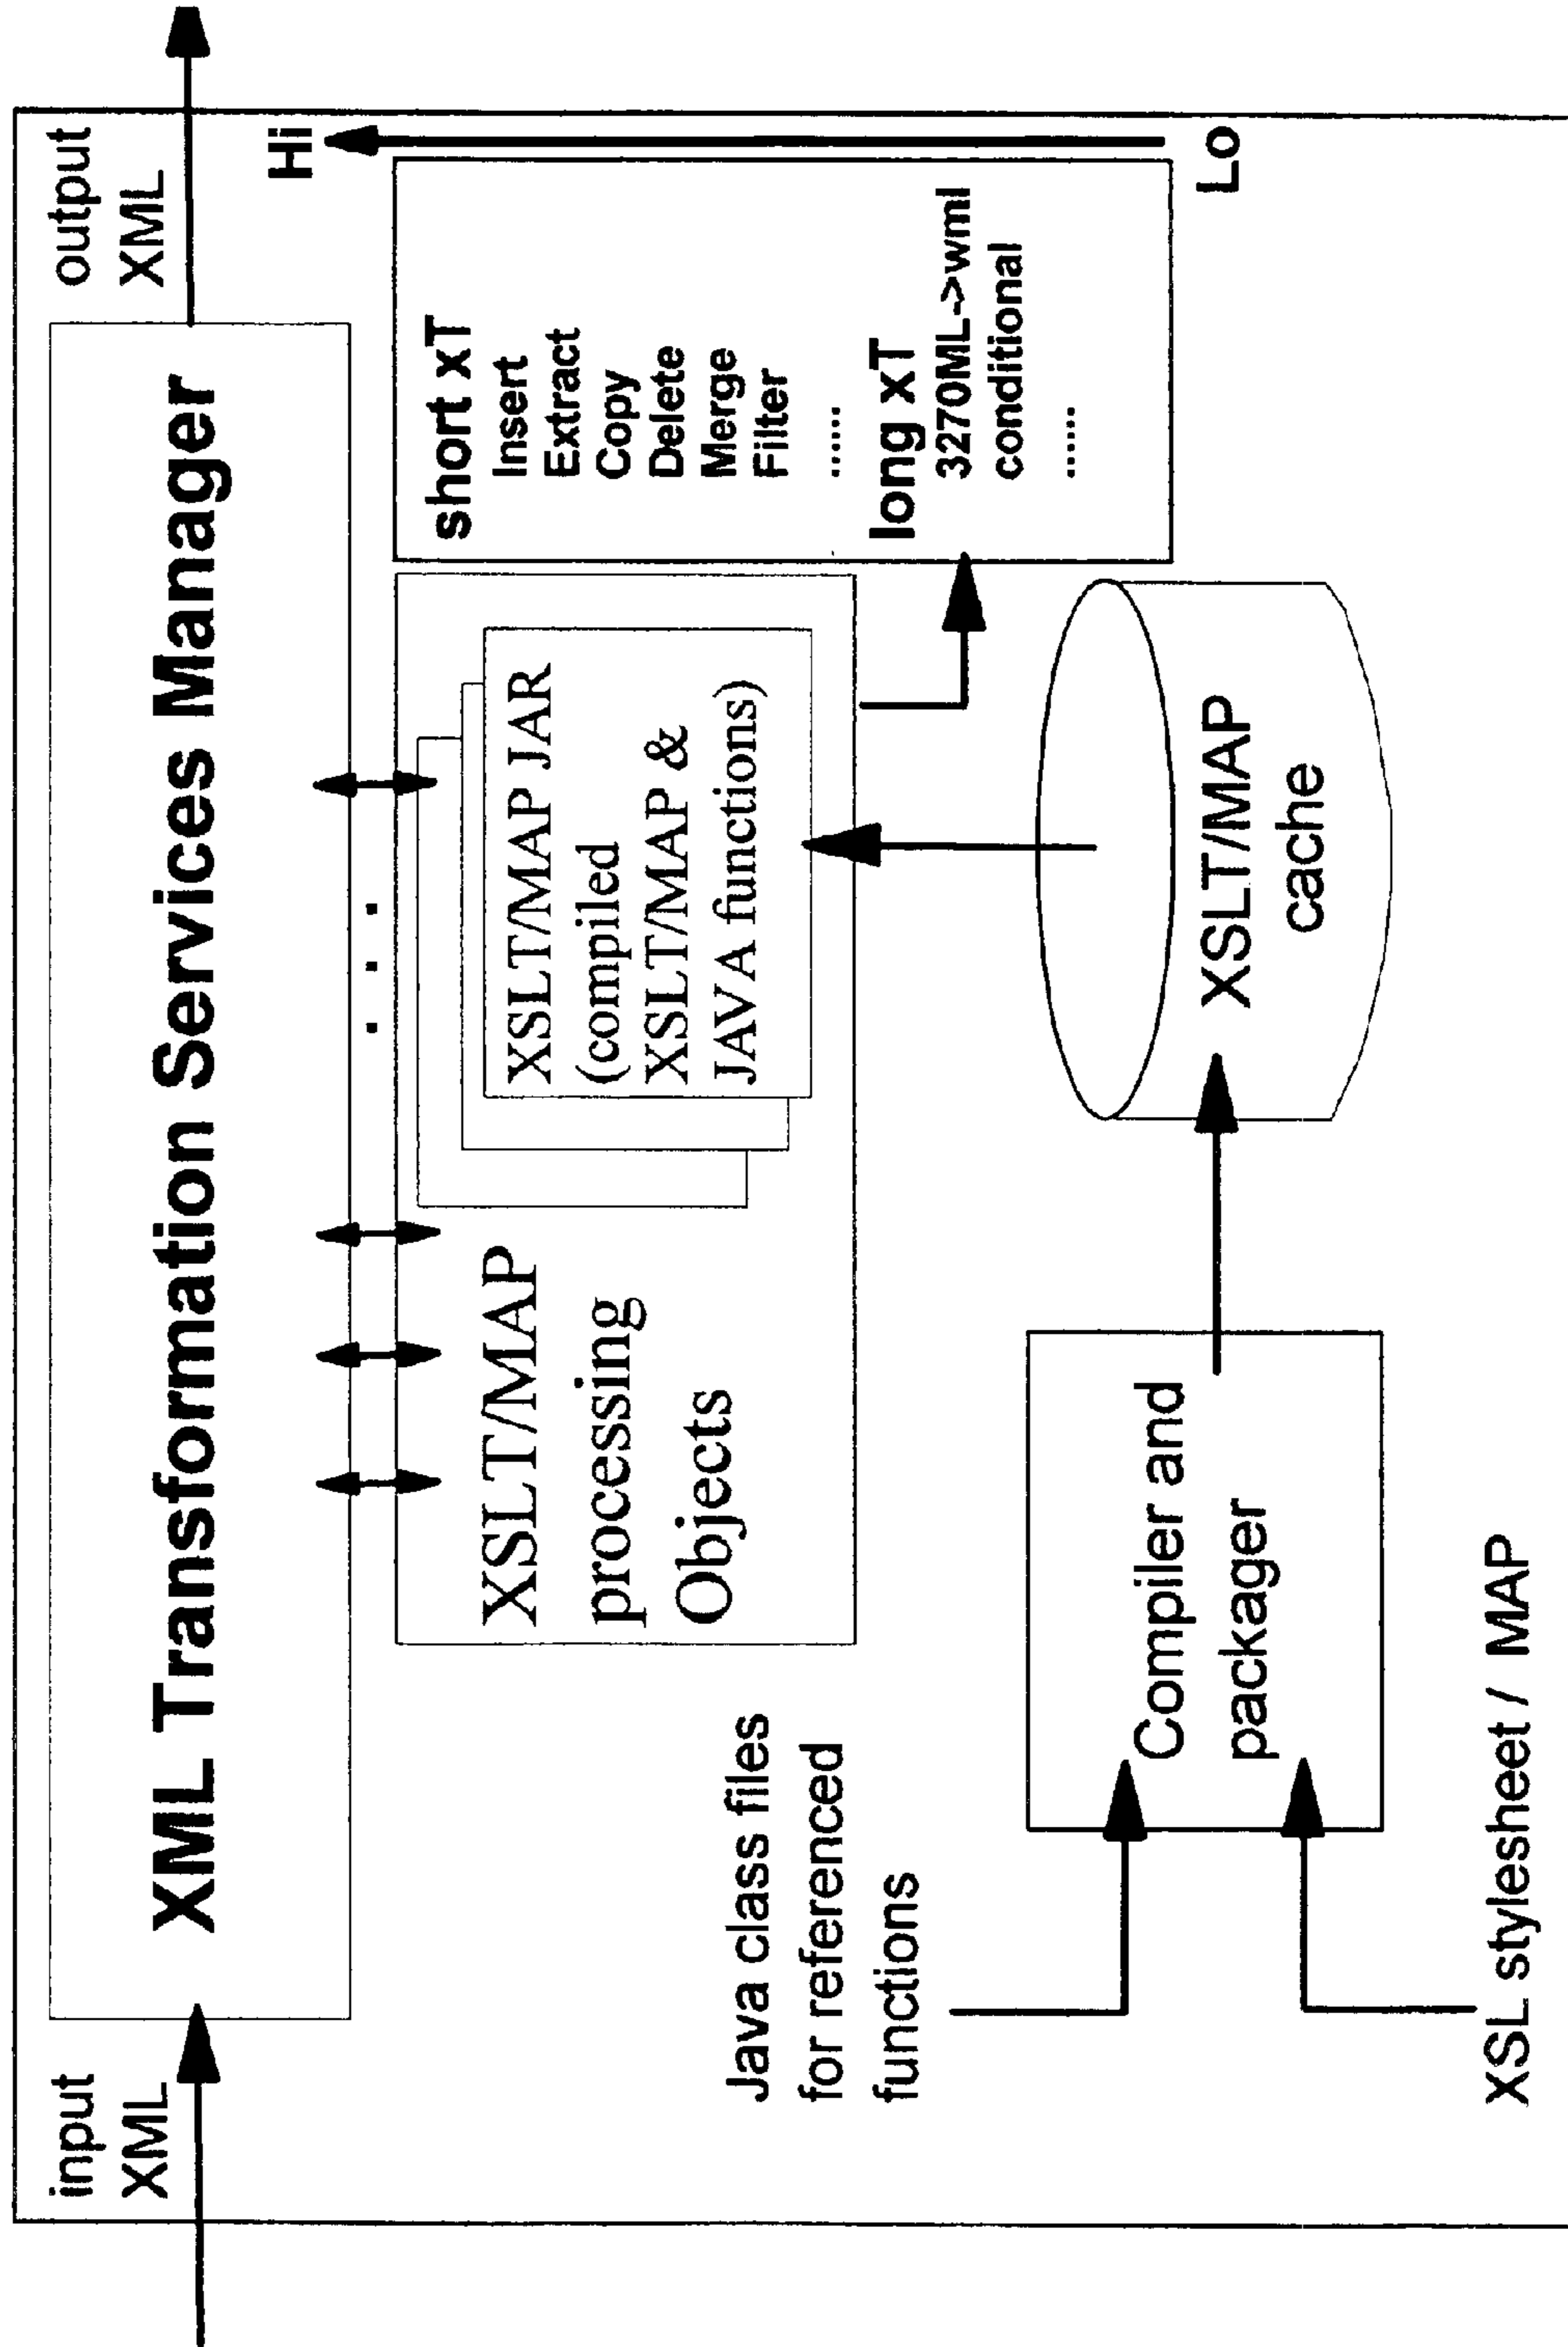 input
XML
XML Transformation Services Manager
output
XML
Hi
XSLT/MAP
processing
Objects
XSLT/MAP JAR
(compiled
XSLT/MAP &
JAVA functions)
short xT
Insert
Extract
Copy
Delete
Merge
Filter
......
long xT
3270ML->wml
conditional
......
Lo
Java class files
for referenced
functions
Compiler and
packager
XSLT/MAP
cache
XSL stylesheet / MAP